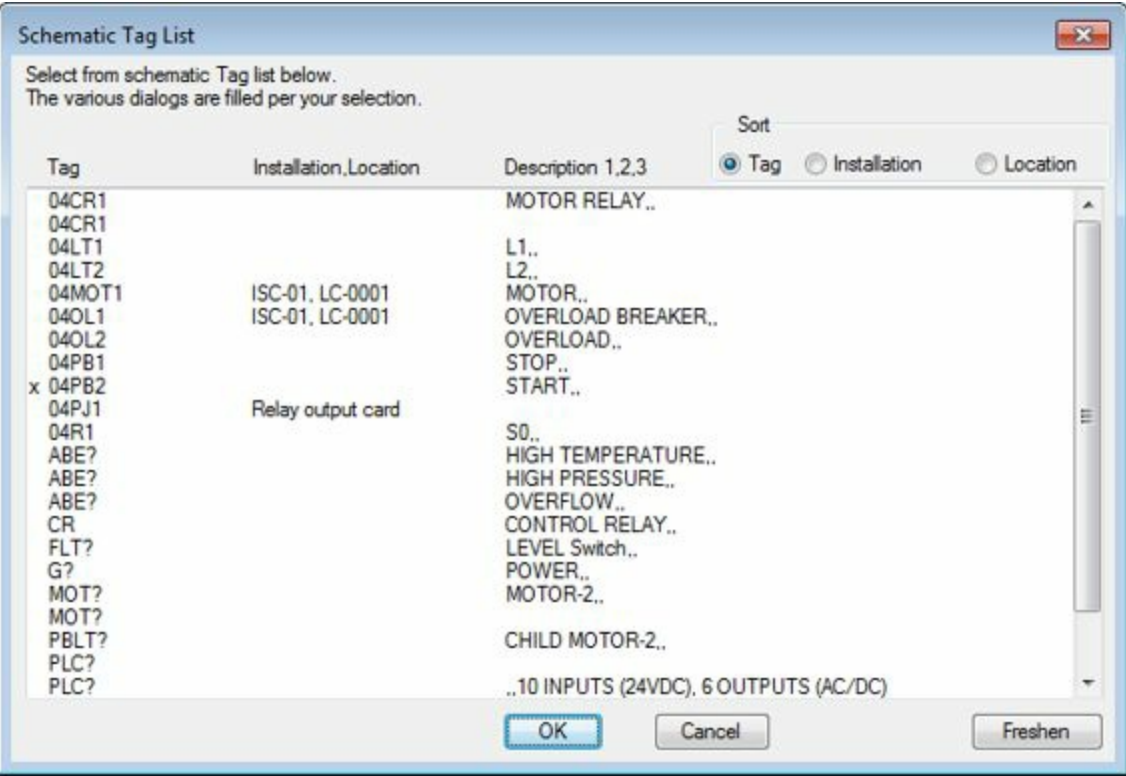 Schematic Tag List
Select from schematic Tag list below.
The various dialogs are filled per your selection.
Sort
Tag Installation,Location Description 1,2,3 Tag Installation Location
04CR1 MOTOR RELAY,,
04CR1
04LT1 L1,,
04LT2 L2,,
04MOT1 ISC-01, LC-0001 MOTOR,,
04OL1 ISC-01, LC-0001 OVERLOAD BREAKER,,
04OL2 OVERLOAD,,
04PB1 STOP,,
x 04PB2 START,,
04PJ1 Relay output card
04R1 S0,,
ABE? HIGH TEMPERATURE,,
ABE? HIGH PRESSURE,,
ABE? OVERFLOW,,
CR CONTROL RELAY,,
FLT? LEVEL Switch,,
G? POWER,,
MOT? MOTOR-2,,
MOT?
PBLT? CHILD MOTOR-2,,
PLC?
PLC? ,,10 INPUTS (24VDC), 6 OUTPUTS (AC/DC)
OK Cancel Freshen